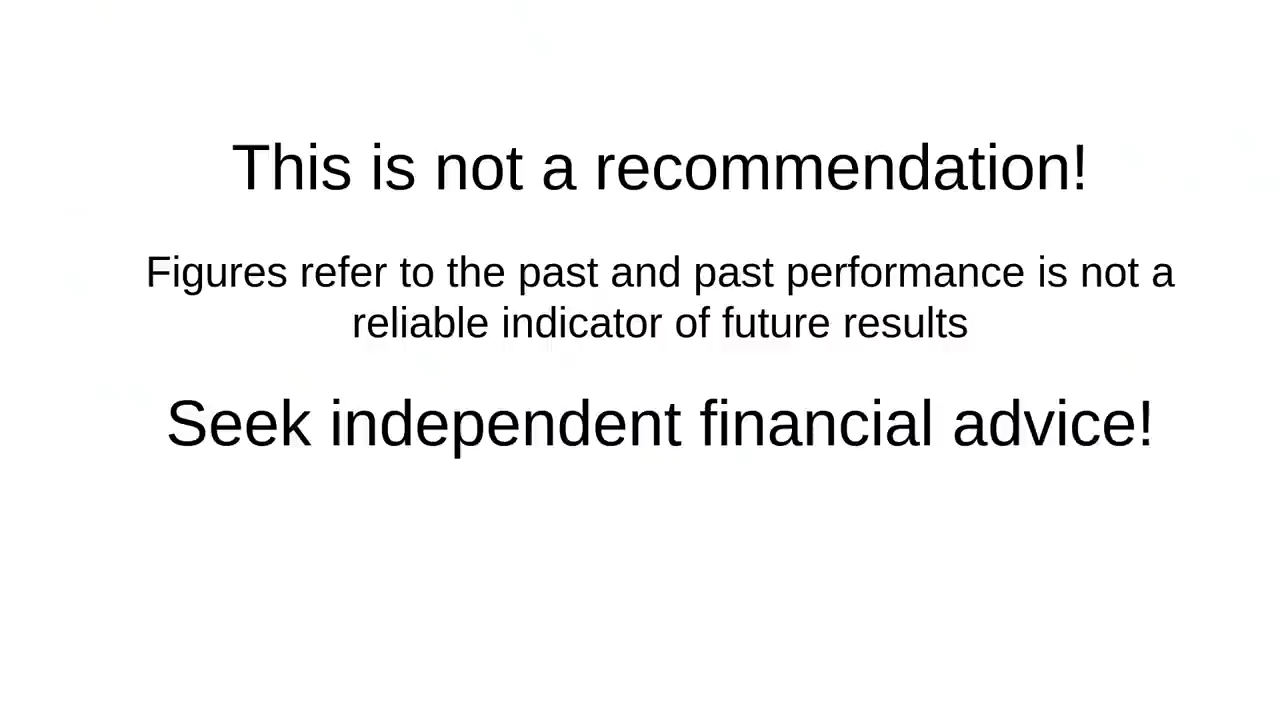 This is not a recommendation!
Figures refer to the past and past performance is not a
reliable indicator of future results
Seek independent financial advice!